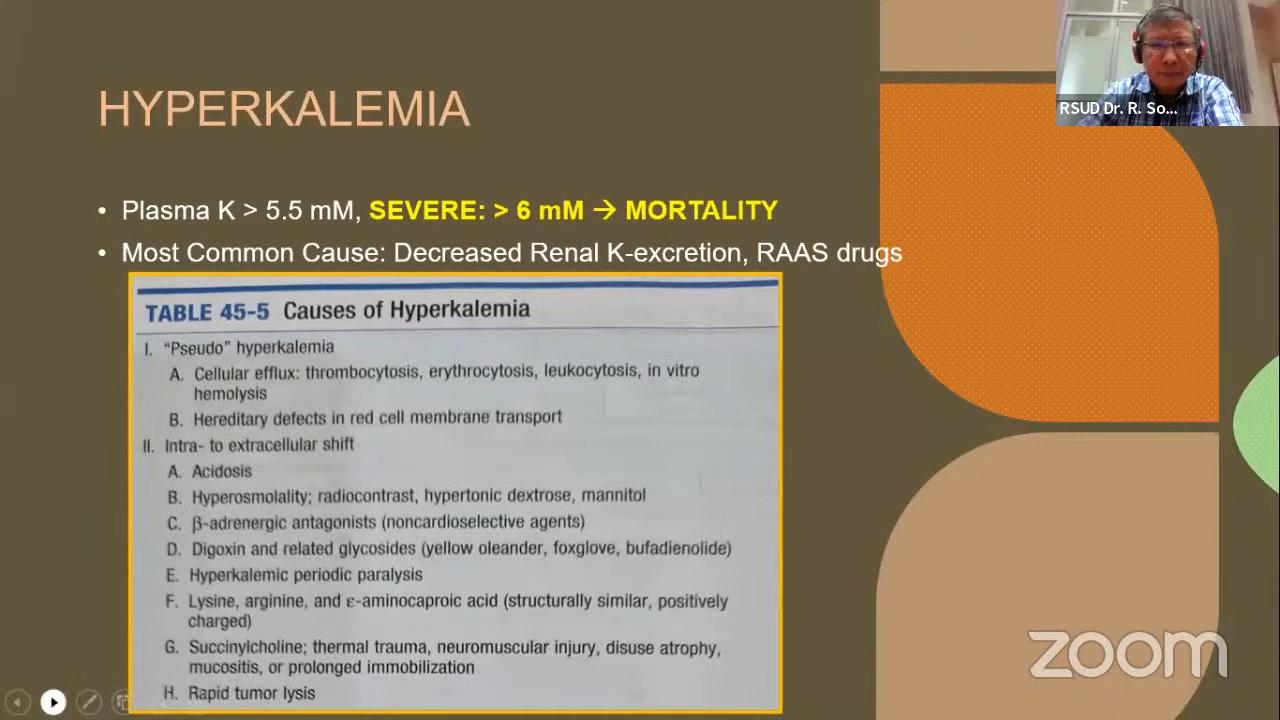 RSUD Dr. R. So...
HYPERKALEMIA
• Plasma K > 5.5 mM, SEVERE: > 6 mM → MORTALITY
• Most Common Cause: Decreased Renal K-excretion, RAAS drugs
TABLE 45-5 Causes of Hyperkalemia
I. “Pseudo” hyperkalemia
A. Cellular efflux: thrombocytosis, erythrocytosis, leukocytosis, in vitro
hemolysis
B. Hereditary defects in red cell membrane transport
II. Intra- to extracellular shift
A. Acidosis
B. Hyperosmolality; radiocontrast, hypertonic dextrose, mannitol
C. β-adrenergic antagonists (noncardioselective agents)
D. Digoxin and related glycosides (yellow oleander, foxglove, bufadienolide)
E. Hyperkalemic periodic paralysis
F. Lysine, arginine, and ε-aminocaproic acid (structurally similar, positively
charged)
G. Succinylcholine; thermal trauma, neuromuscular injury, disuse atrophy,
mucositis, or prolonged immobilization
H. Rapid tumor lysis
zoom